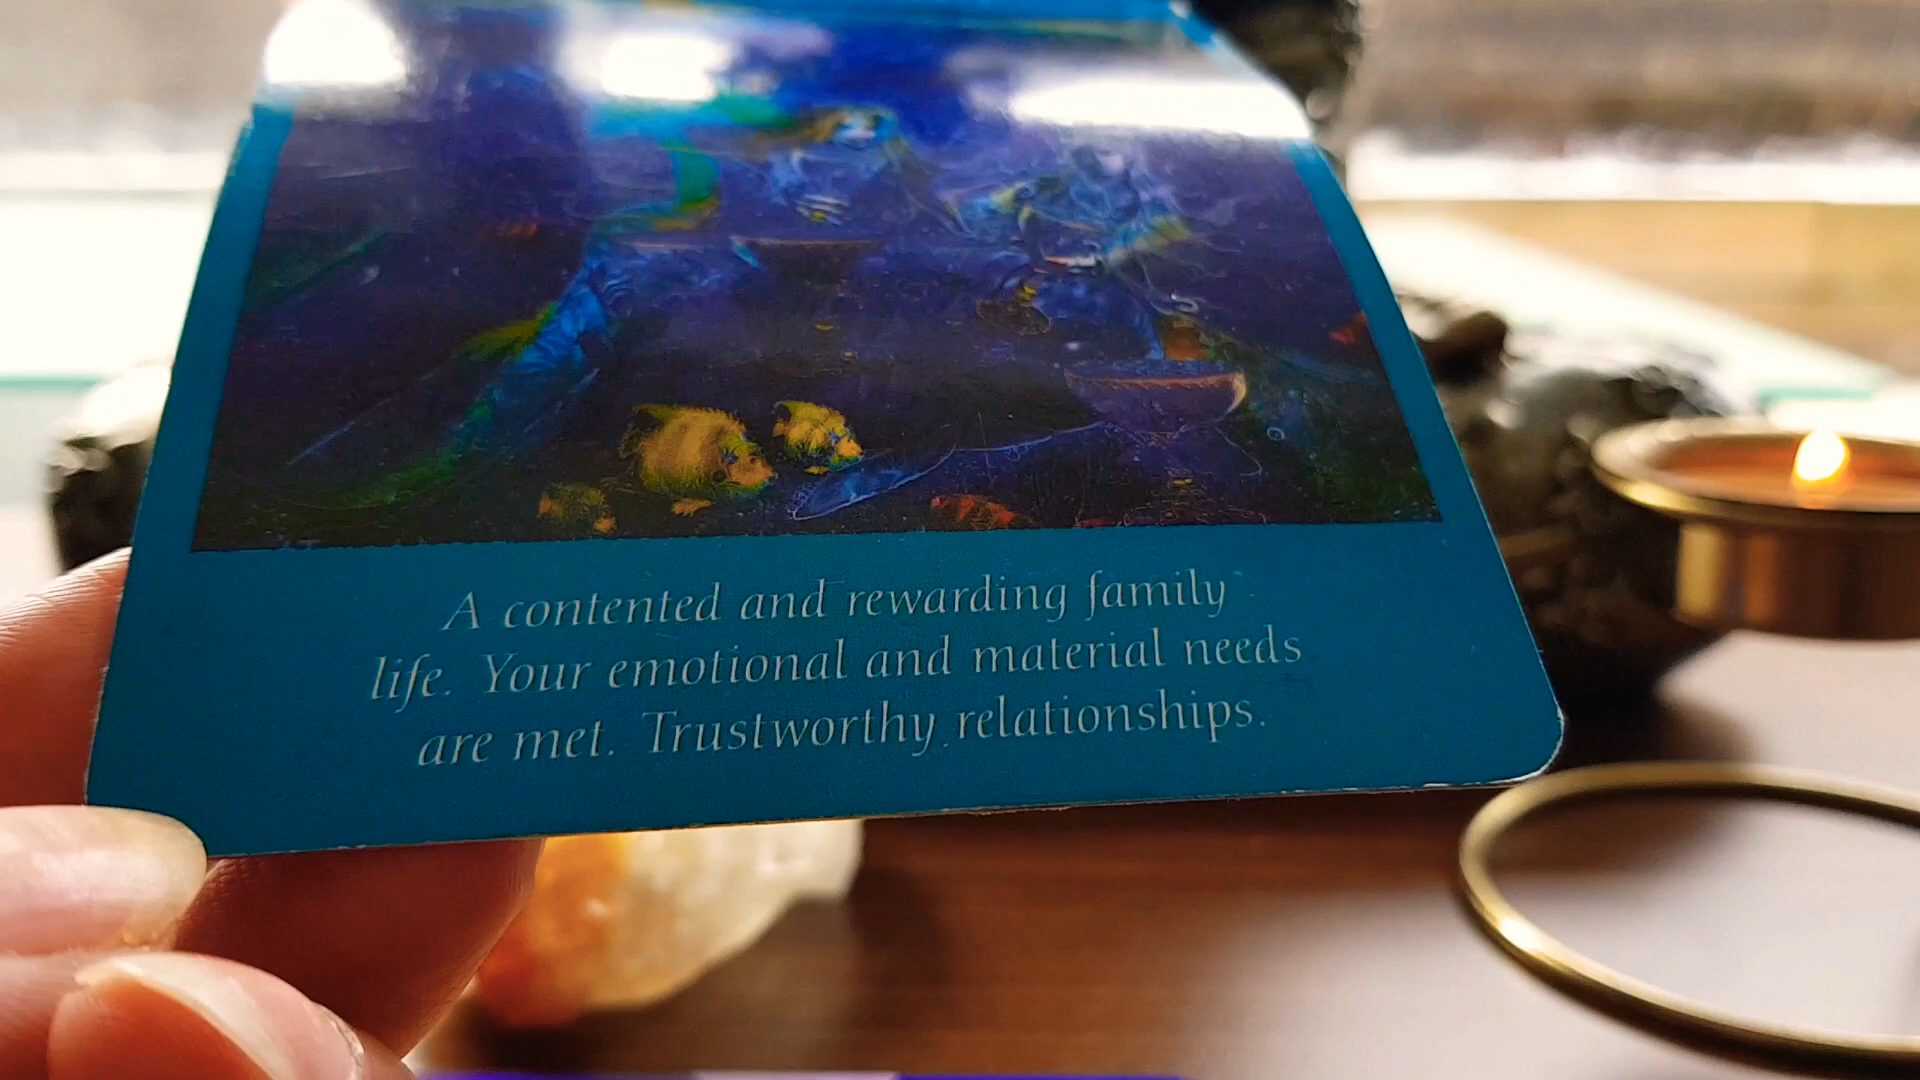 A contented and rewarding family
life. Your emotional and material needs
are met. Trustworthy relationships.